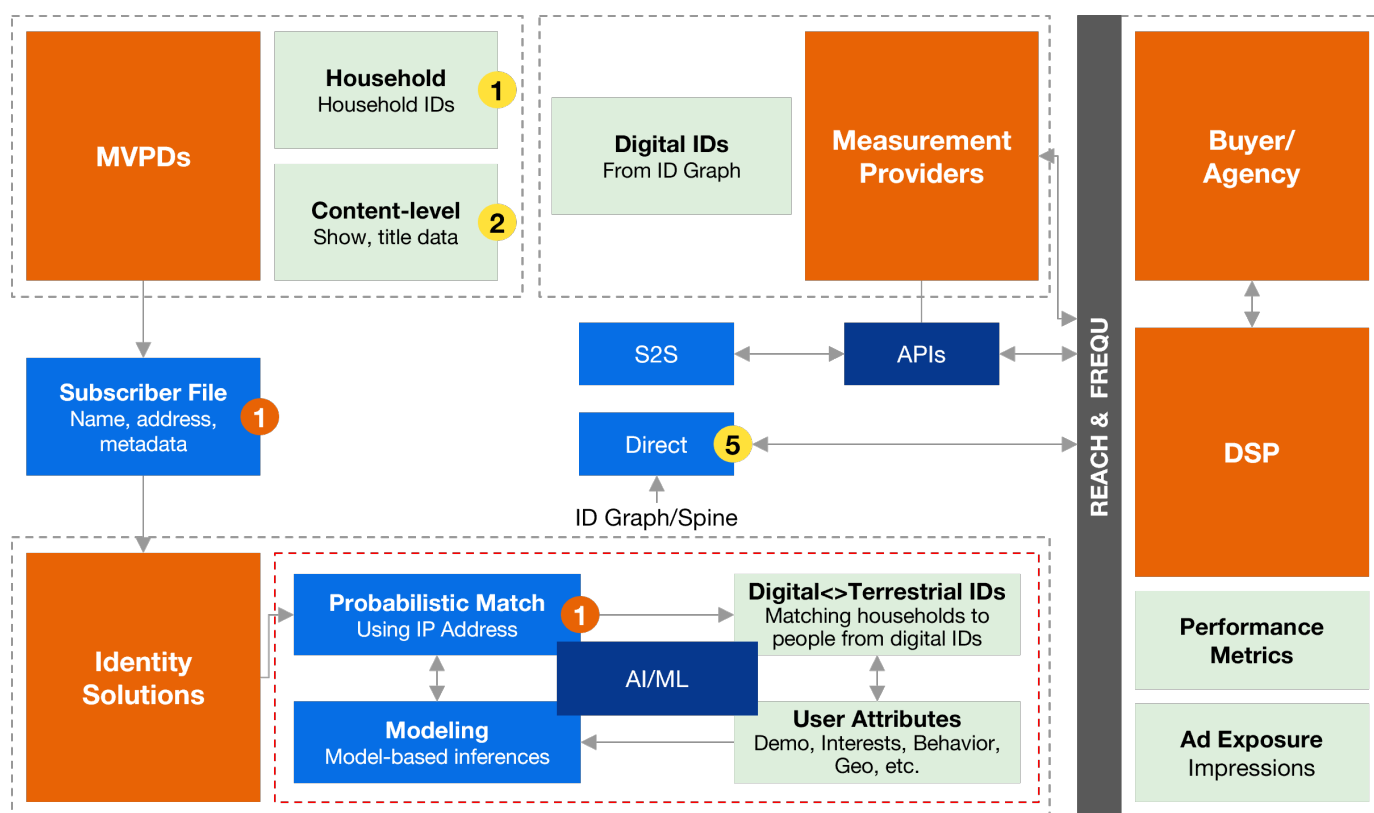 MVPDs
Household
Household IDs
1
Content-level
Show, title data
2
Digital IDs
From ID Graph
Measurement
Providers
Buyer/
Agency
Subscriber File
Name, address,
metadata
1
S2S
APIs
Direct
5
ID Graph/Spine
REACH & FREQU
DSP
Identity
Solutions
Probabilistic Match
Using IP Address
1
Digital<>Terrestrial IDs
Matching households to
people from digital IDs
AI/ML
Modeling
Model-based inferences
User Attributes
Demo, Interests, Behavior,
Geo, etc.
Performance
Metrics
Ad Exposure
Impressions